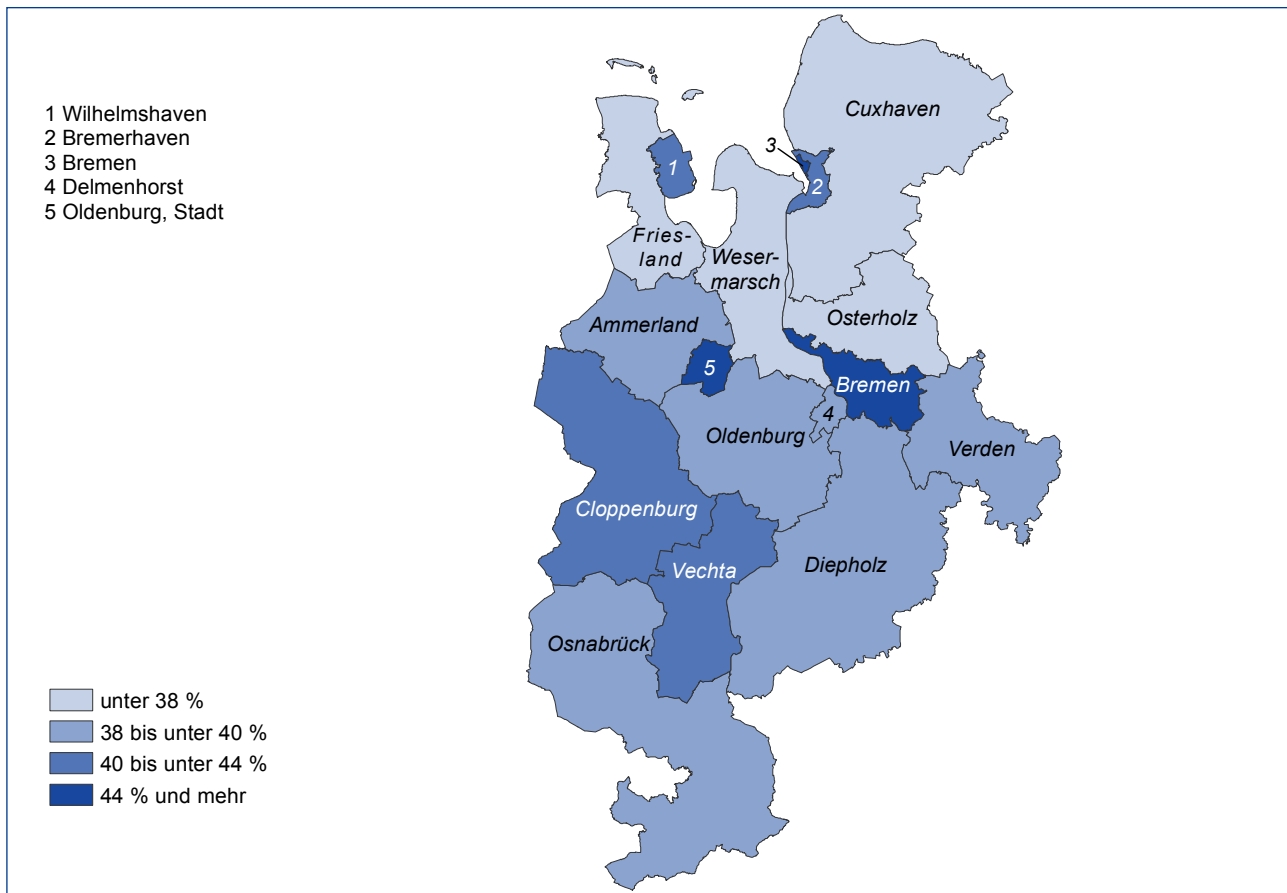 1 Wilhelmshaven
2 Bremerhaven
3 Bremen
4 Delmenhorst
5 Oldenburg, Stadt
Cuxhaven
3
1
2
Fries-
land
Weser-
marsch
Osterholz
Ammerland
5
Bremen
4
Oldenburg
Verden
Cloppenburg
Vechta
Diepholz
Osnabrück
unter 38 %
38 bis unter 40 %
40 bis unter 44 %
44 % und mehr